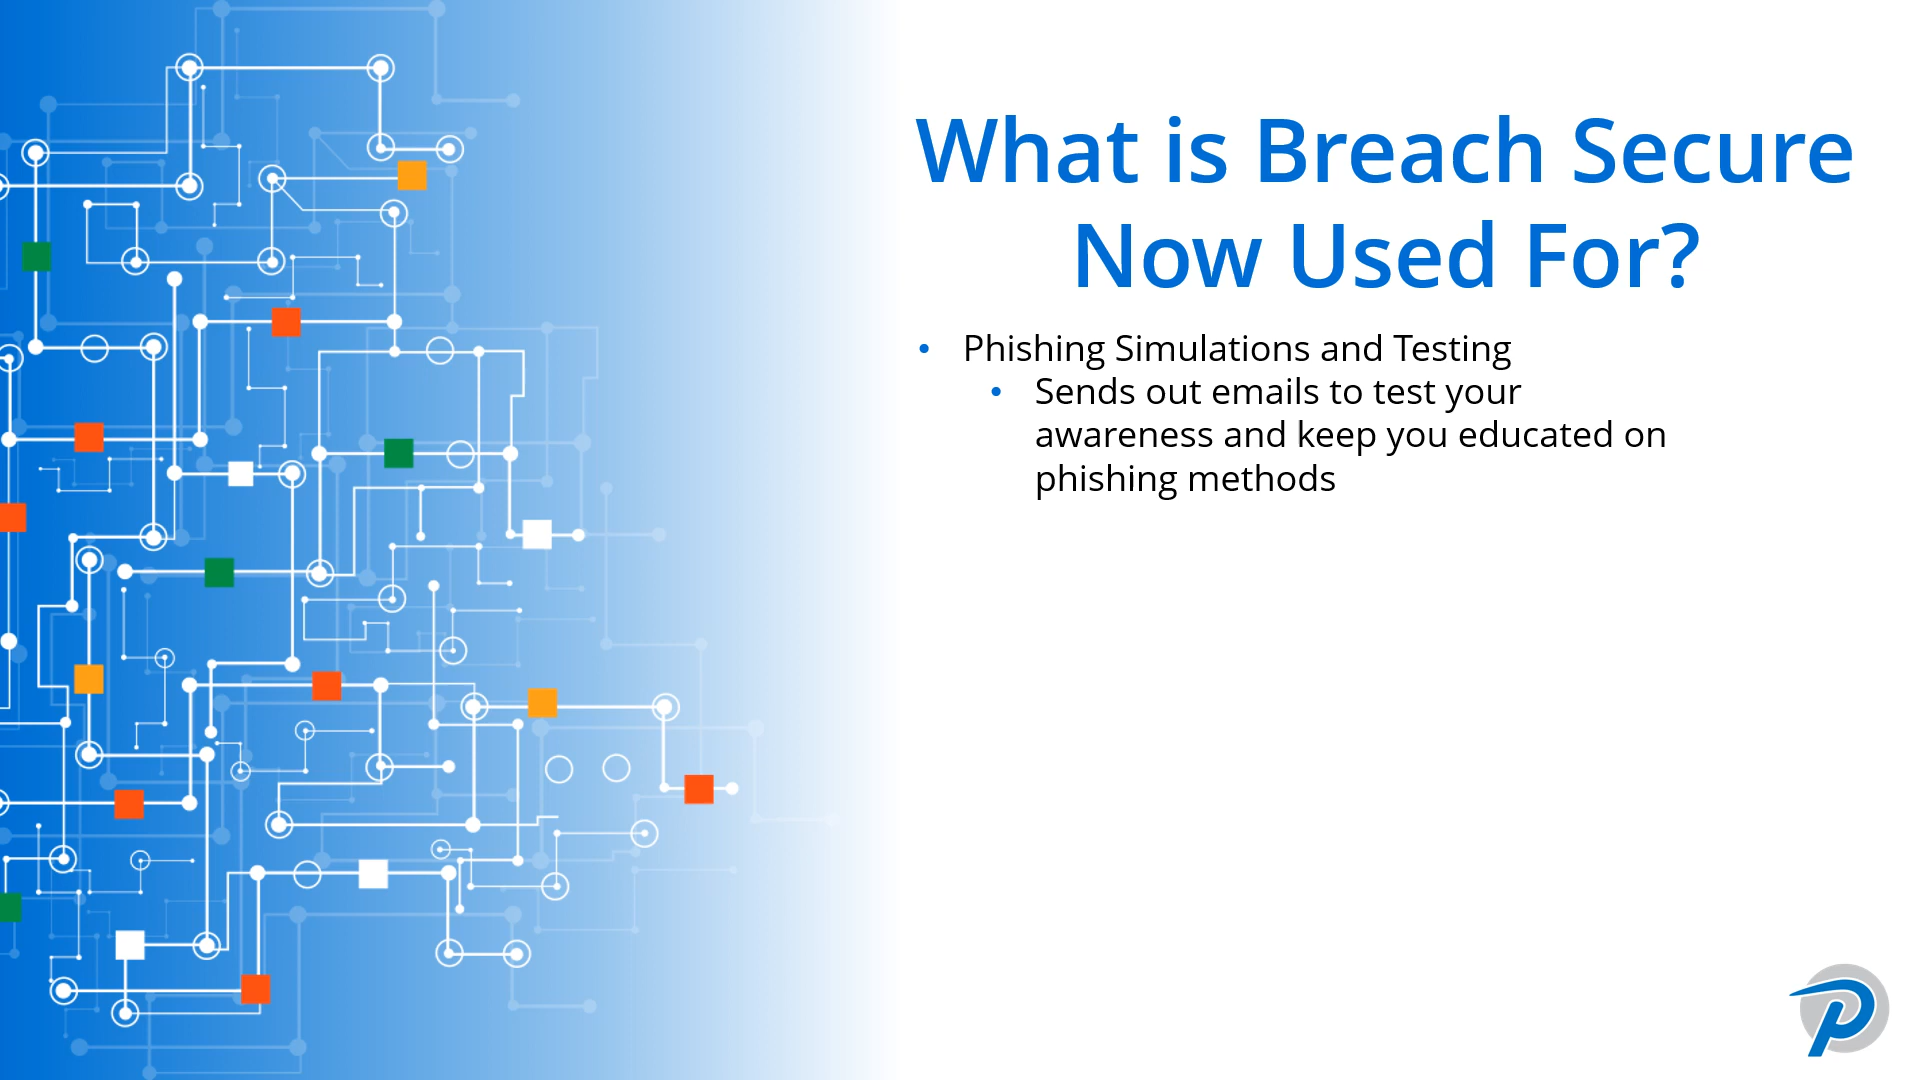 What is Breach Secure
Now Used For?
• Phishing Simulations and Testing
• Sends out emails to test your
awareness and keep you educated on
phishing methods